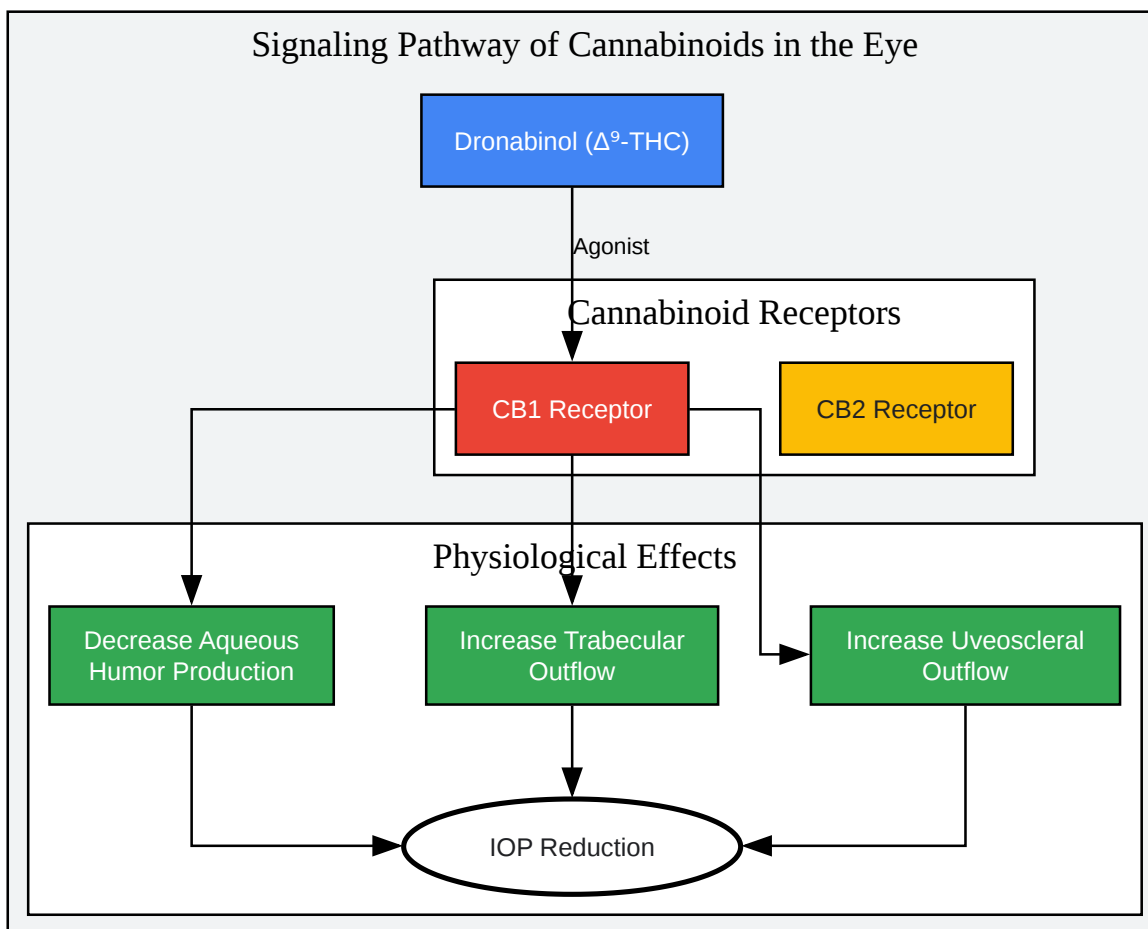 Signaling Pathway of Cannabinoids in the Eye
Dronabinol (Δ⁹-THC)
Agonist
Cannabinoid Receptors
CB1 Receptor
CB2 Receptor
Physiological Effects
Decrease Aqueous
Humor Production
Increase Trabecular
Outflow
Increase Uveoscleral
Outflow
IOP Reduction